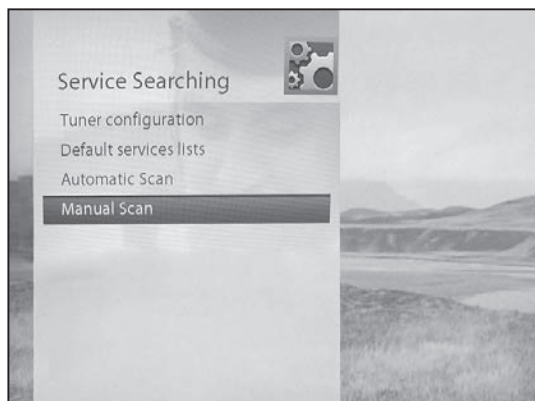 Service Searching
Tuner configuration
Default services lists
Automatic Scan
Manual Scan